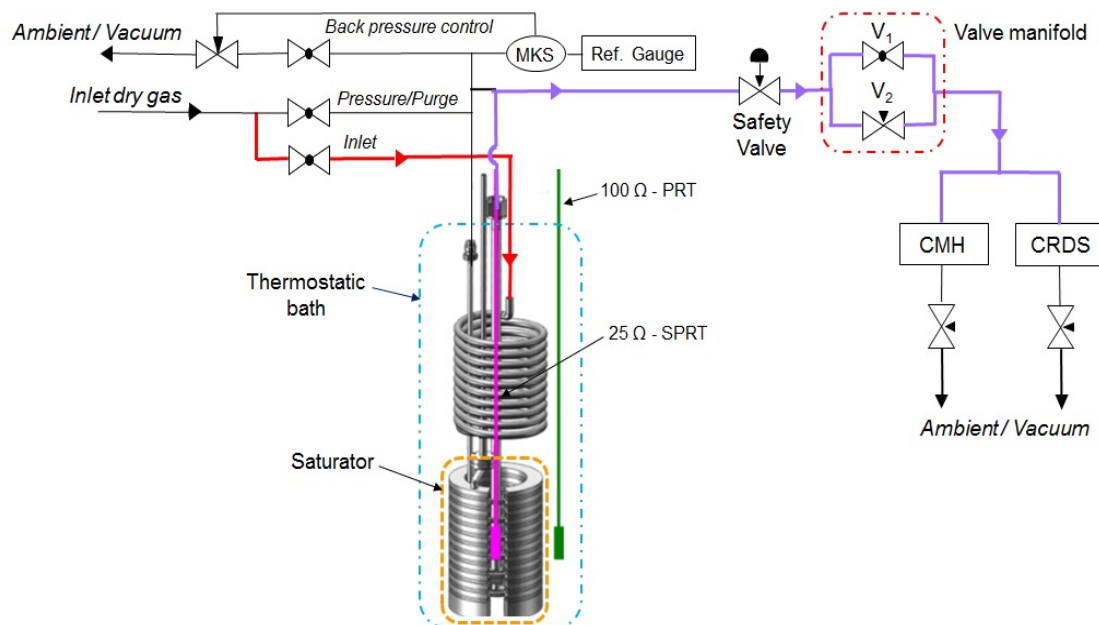 Ambient / Vacuum
Back pressure control
MKS
Ref. Gauge
V1
Valve manifold
Inlet dry gas
Pressure/Purge
V2
Inlet
Safety
Valve
100 Ω - PRT
CMH
CRDS
Thermostatic
bath
25 Ω - SPRT
Ambient / Vacuum
Saturator